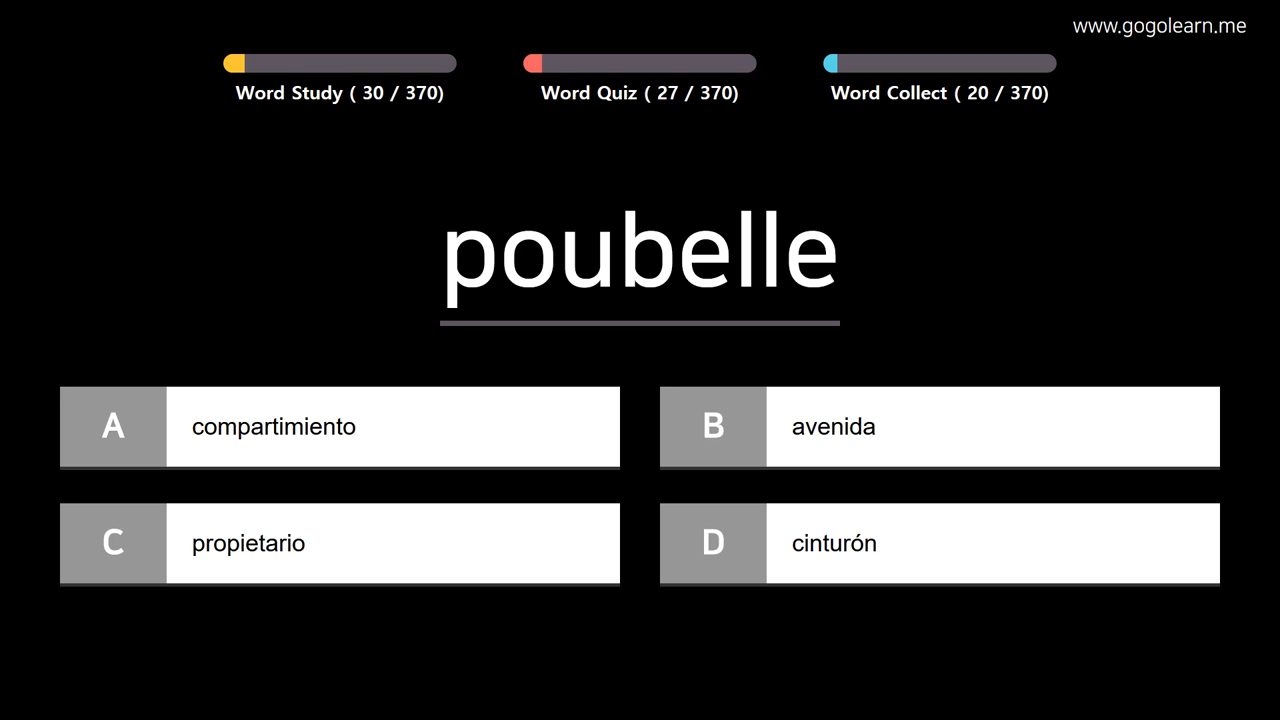 www.gogolearn.me
Word Study ( 30 / 370)
Word Quiz ( 27 / 370)
Word Collect ( 20 / 370)
poubelle
A compartimiento
B avenida
C propietario
D cinturón